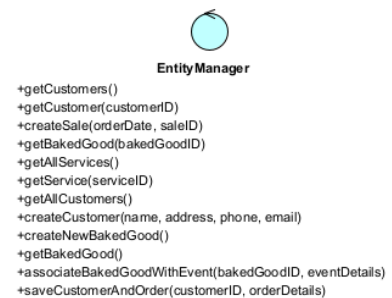 EntityManager
+getCustomers()
+getCustomer(customerID)
+createSale(orderDate, saleID)
+getBakedGood(bakedGoodID)
+getAllServices()
+getService(serviceID)
+getAllCustomers()
+createCustomer(name, address, phone, email)
+createNewBakedGood()
+getBakedGood()
+associateBakedGoodWithEvent(bakedGoodID, eventDetails)
+saveCustomerAndOrder(customerID, orderDetails)